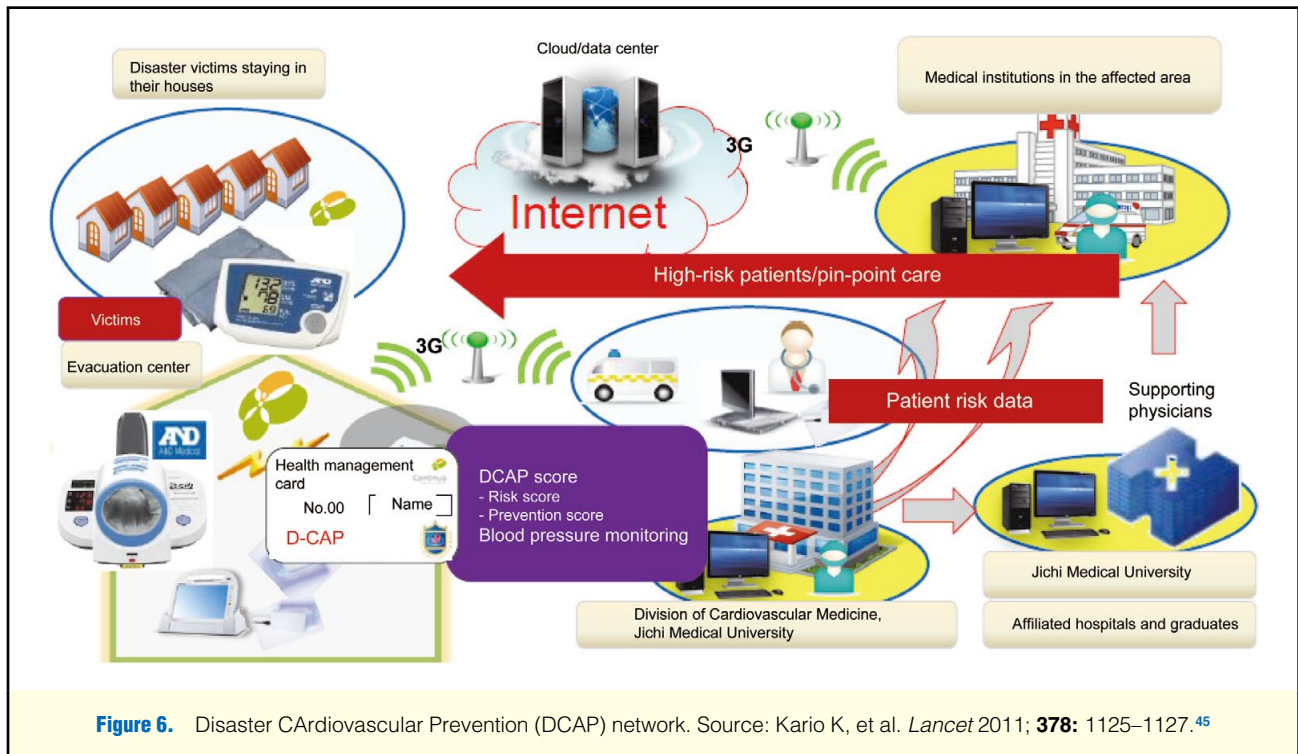 Cloud/data center
Disaster victims staying in
their houses
Medical institutions in the affected area
3G
Internet
High-risk patients/pin-point care
Victims
Evacuation center
3G
AND
A&D Medical
Patient risk data
Supporting
physicians
Health management
card
Continua
No.00
Name
D-CAP
DCAP score
- Risk score
- Prevention score
Blood pressure monitoring
Division of Cardiovascular Medicine,
Jichi Medical University
Jichi Medical University
Affiliated hospitals and graduates
Figure 6. Disaster CArdiovascular Prevention (DCAP) network. Source: Kario K, et al. Lancet 2011; 378: 1125–1127.45